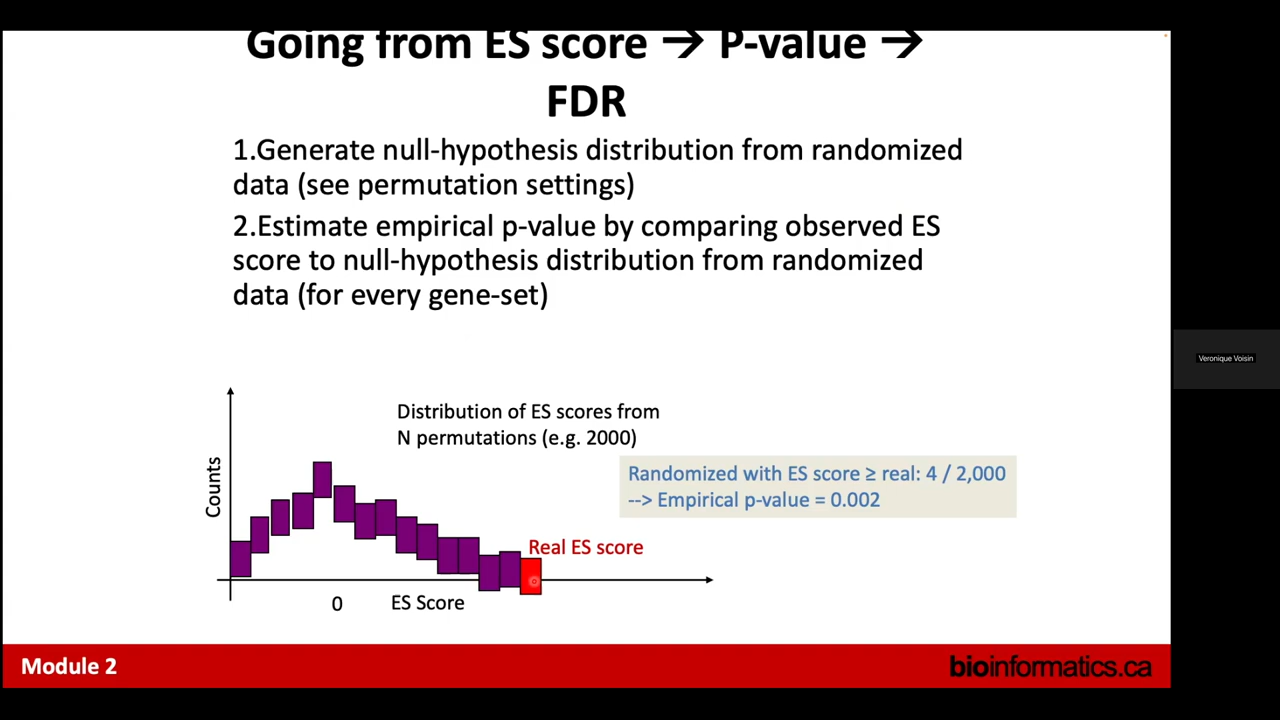 Going from ES score → P-value →
FDR
1.Generate null-hypothesis distribution from randomized
data (see permutation settings)
2.Estimate empirical p-value by comparing observed ES
score to null-hypothesis distribution from randomized
data (for every gene-set)
Distribution of ES scores from
N permutations (e.g. 2000)
Randomized with ES score ≥ real: 4 / 2,000
--> Empirical p-value = 0.002
Counts
Real ES score
0
ES Score
Veronique Voisin
Module 2
bioinformatics.ca